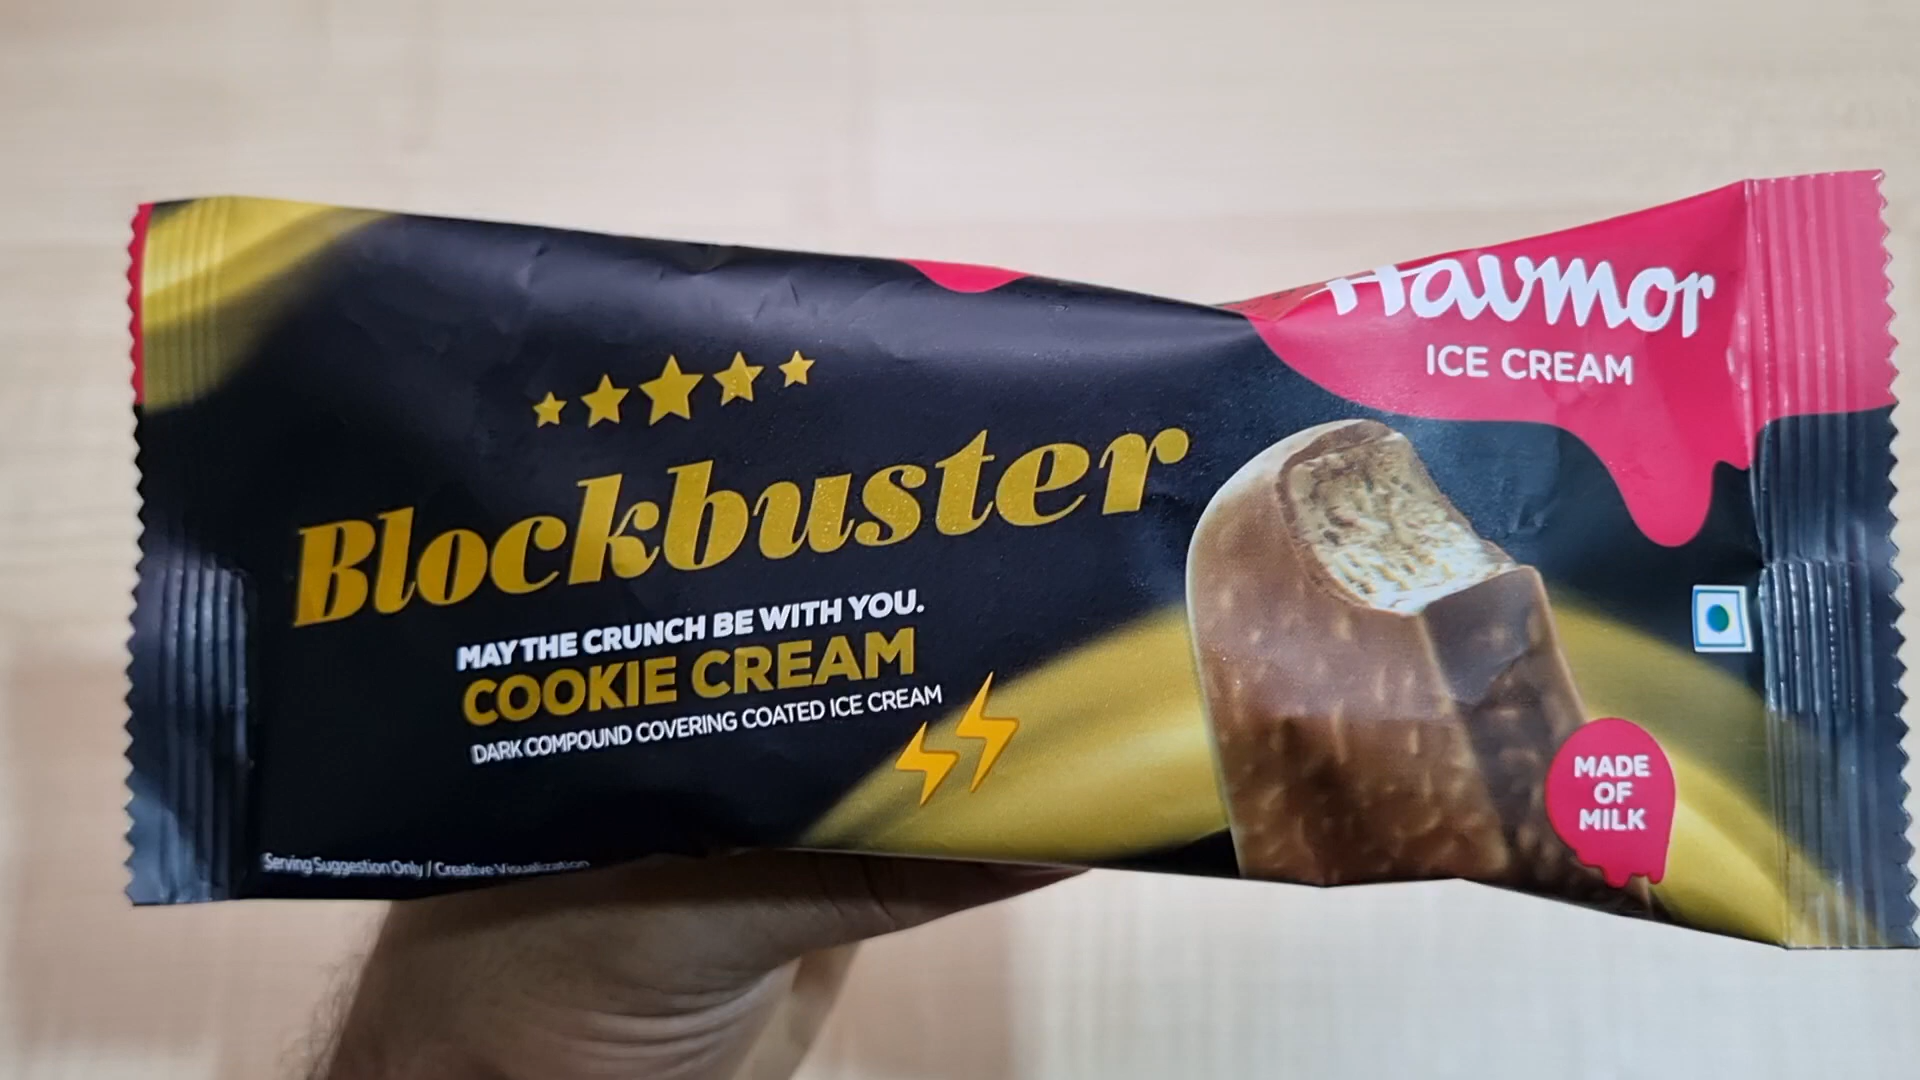 Havmor
ICE CREAM
Blockbuster
MAY THE CRUNCH BE WITH YOU.
COOKIE CREAM
DARK COMPOUND COVERING COATED ICE CREAM
MADE
OF
MILK
Serving Suggestion Only / Creative Visualization